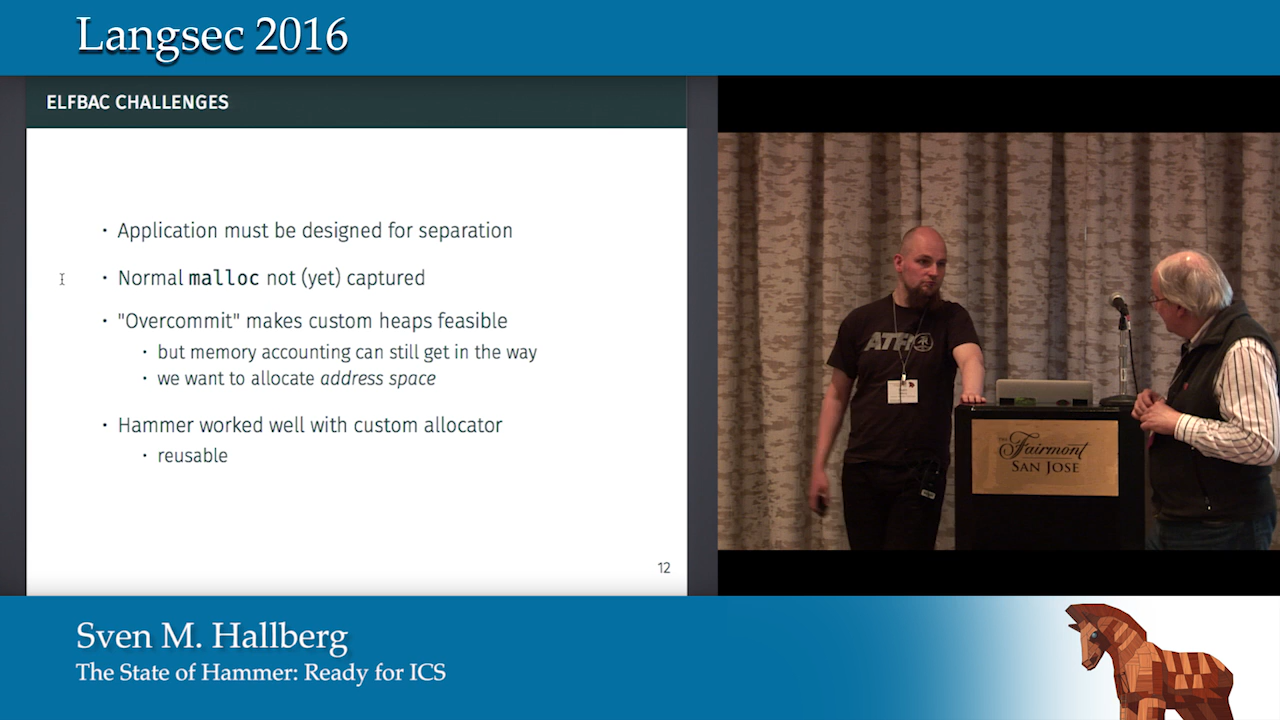 Langsec 2016
ELFBAC CHALLENGES
· Application must be designed for separation
· Normal malloc not (yet) captured
· "Overcommit" makes custom heaps feasible
· but memory accounting can still get in the way
· we want to allocate address space
· Hammer worked well with custom allocator
· reusable
12
Fairmont
SAN JOSE
Sven M. Hallberg
The State of Hammer: Ready for ICS